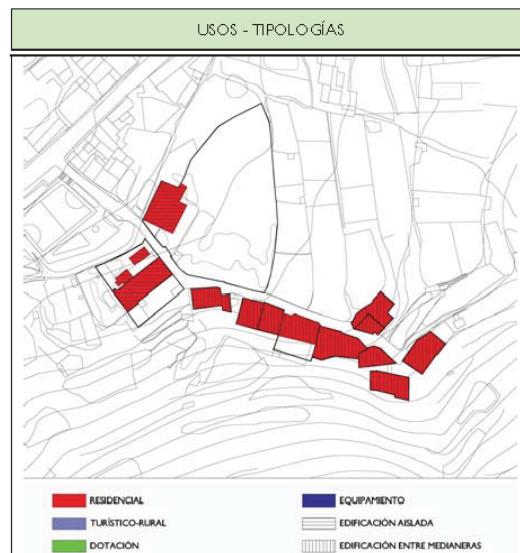 USOS - TIPOLOGÍAS
RESIDENCIAL
TURÍSTICO-RURAL
DOTACIÓN
EQUIPAMIENTO
EDIFICACIÓN AISLADA
EDIFICACIÓN ENTRE MEDIANERAS